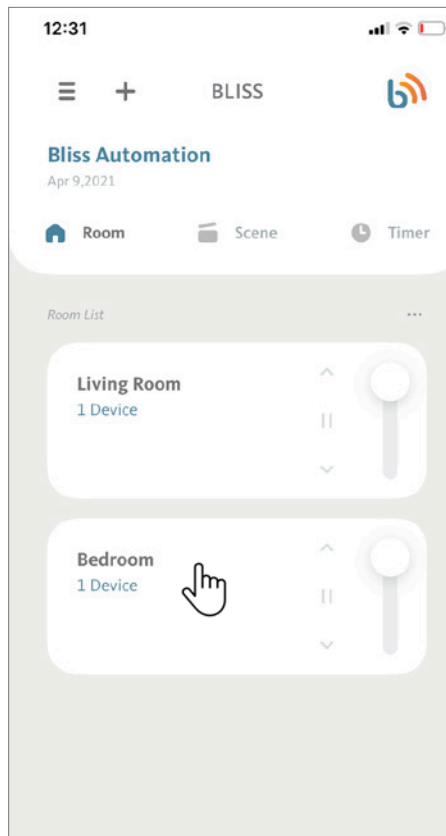 12:31
BLISS
Bliss Automation
Apr 9,2021
Room Scene Timer
Room List
Living Room
1 Device
Bedroom
1 Device